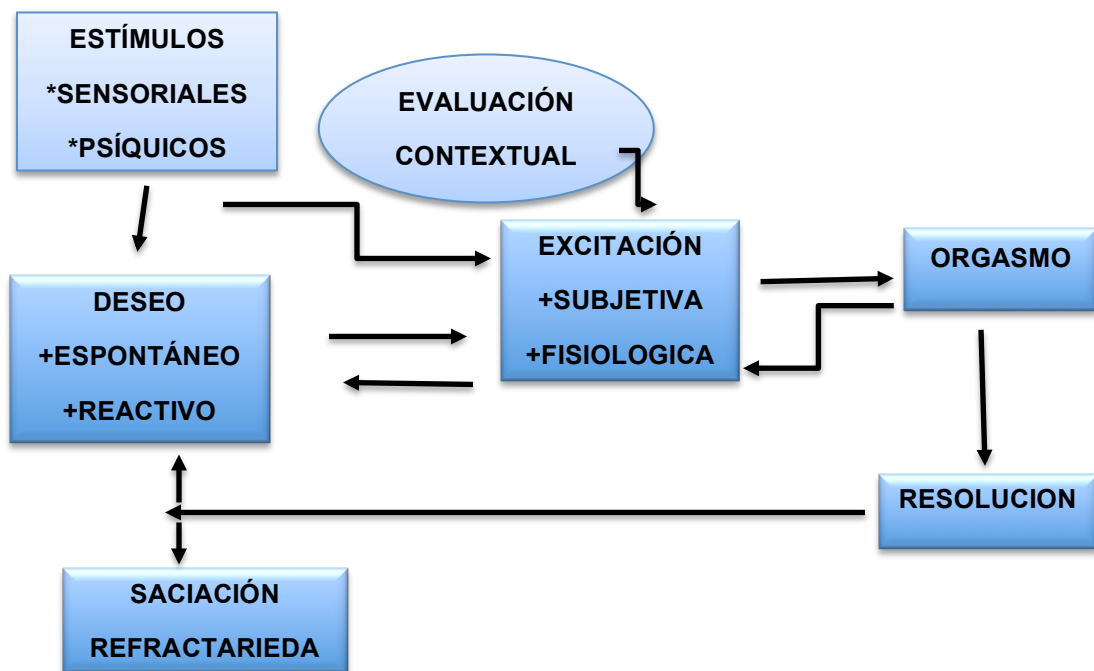 ESTÍMULOS
*SENSORIALES
*PSÍQUICOS
EVALUACIÓN
CONTEXTUAL
DESEO
+ESPONTÁNEO
+REACTIVO
EXCITACIÓN
+SUBJETIVA
+FISIOLOGICA
ORGASMO
RESOLUCION
SACIACIÓN
REFRACTARIEDA